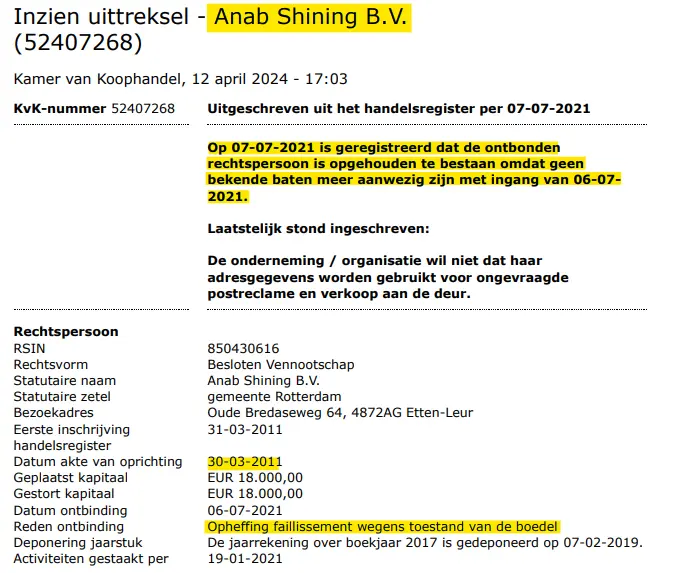 Inzien uittreksel - Anab Shining B.V.
(52407268)
Kamer van Koophandel, 12 april 2024 - 17:03
KvK-nummer 52407268 Uitgeschreven uit het handelsregister per 07-07-2021
Op 07-07-2021 is geregistreerd dat de ontbonden
rechtspersoon is opgehouden te bestaan omdat geen
bekende baten meer aanwezig zijn met ingang van 06-07-
2021.
Laatstelijk stond ingeschreven:
De onderneming / organisatie wil niet dat haar
adresgegevens worden gebruikt voor ongevraagde
postreclame en verkoop aan de deur.
Rechtspersoon
RSIN 850430616
Rechtsvorm Besloten Vennootschap
Statutaire naam Anab Shining B.V.
Statutaire zetel gemeente Rotterdam
Bezoekadres Oude Bredaseweg 64, 4872AG Etten-Leur
Eerste inschrijving 31-03-2011
handelsregister
Datum akte van oprichting 30-03-2011
Geplaatst kapitaal EUR 18.000,00
Gestort kapitaal EUR 18.000,00
Datum ontbinding 06-07-2021
Reden ontbinding Opheffing faillissement wegens toestand van de boedel
Deponering jaarstuk De jaarrekening over boekjaar 2017 is gedeponeerd op 07-02-2019.
Activiteiten gestaakt per 19-01-2021